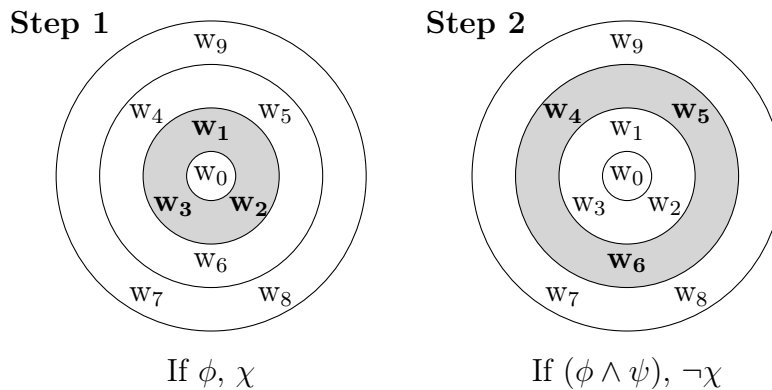 Step 1
w₉
w₄ w₅
w₁
w₀
w₃ w₂
w₆
w₇ w₈
If ϕ, χ
Step 2
w₉
w₄ w₅
w₁
w₀
w₃ w₂
w₆
w₇ w₈
If (ϕ ∧ ψ), ¬χ